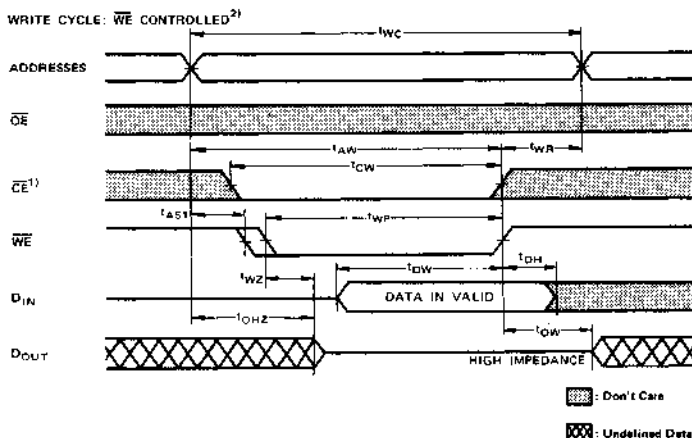 WRITE CYCLE: WE CONTROLLED2)
tWC
ADDRESSES
OE
tAW
tWR
tCW
CE1)
tAS1
tWP
WE
tWZ
tDW
tDH
DIN
DATA IN VALID
tOHZ
tOW
DOUT
HIGH IMPEDANCE
: Don't Care
: Undefined Data